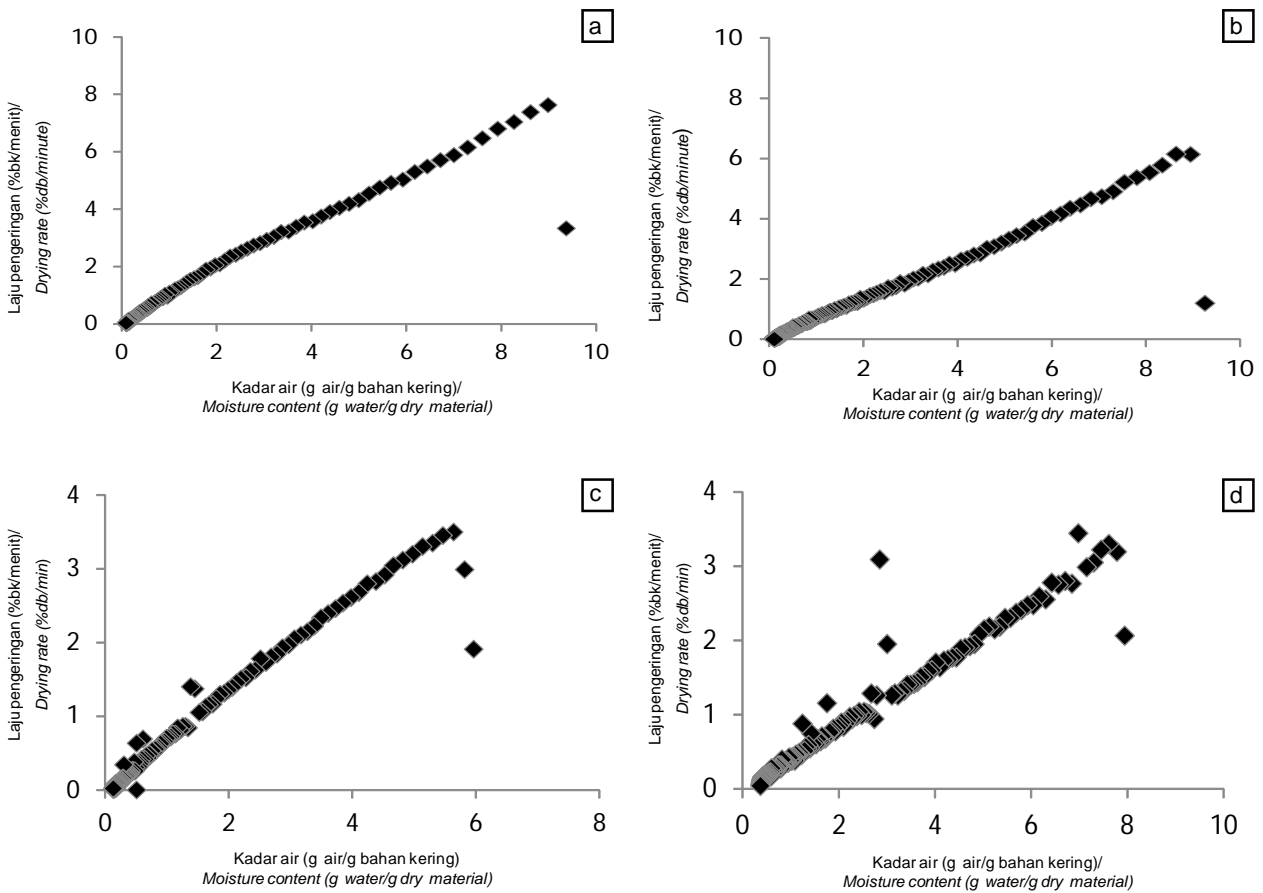 a
10
8
6
4
2
0
0 2 4 6 8 10
Laju pengeringan (%bk/menit)/
Drying rate (%db/minute)
Kadar air (g air/g bahan kering)/
Moisture content (g water/g dry material)
b
10
8
6
4
2
0
0 2 4 6 8 10
Laju pengeringan (%bk/menit)/
Drying rate (%db/minute)
Kadar air (g air/g bahan kering)/
Moisture content (g water/g dry material)
c
4
3
2
1
0
0 2 4 6 8
Laju pengeringan (%bk/menit)/
Drying rate (%db/min)
Kadar air (g air/g bahan kering)
Moisture content (g water/g dry material)
d
4
3
2
1
0
0 2 4 6 8 10
Laju pengeringan (%bk/menit)/
Drying rate (%db/min)
Kadar air (g air/g bahan kering)/
Moisture content (g water/g dry material)